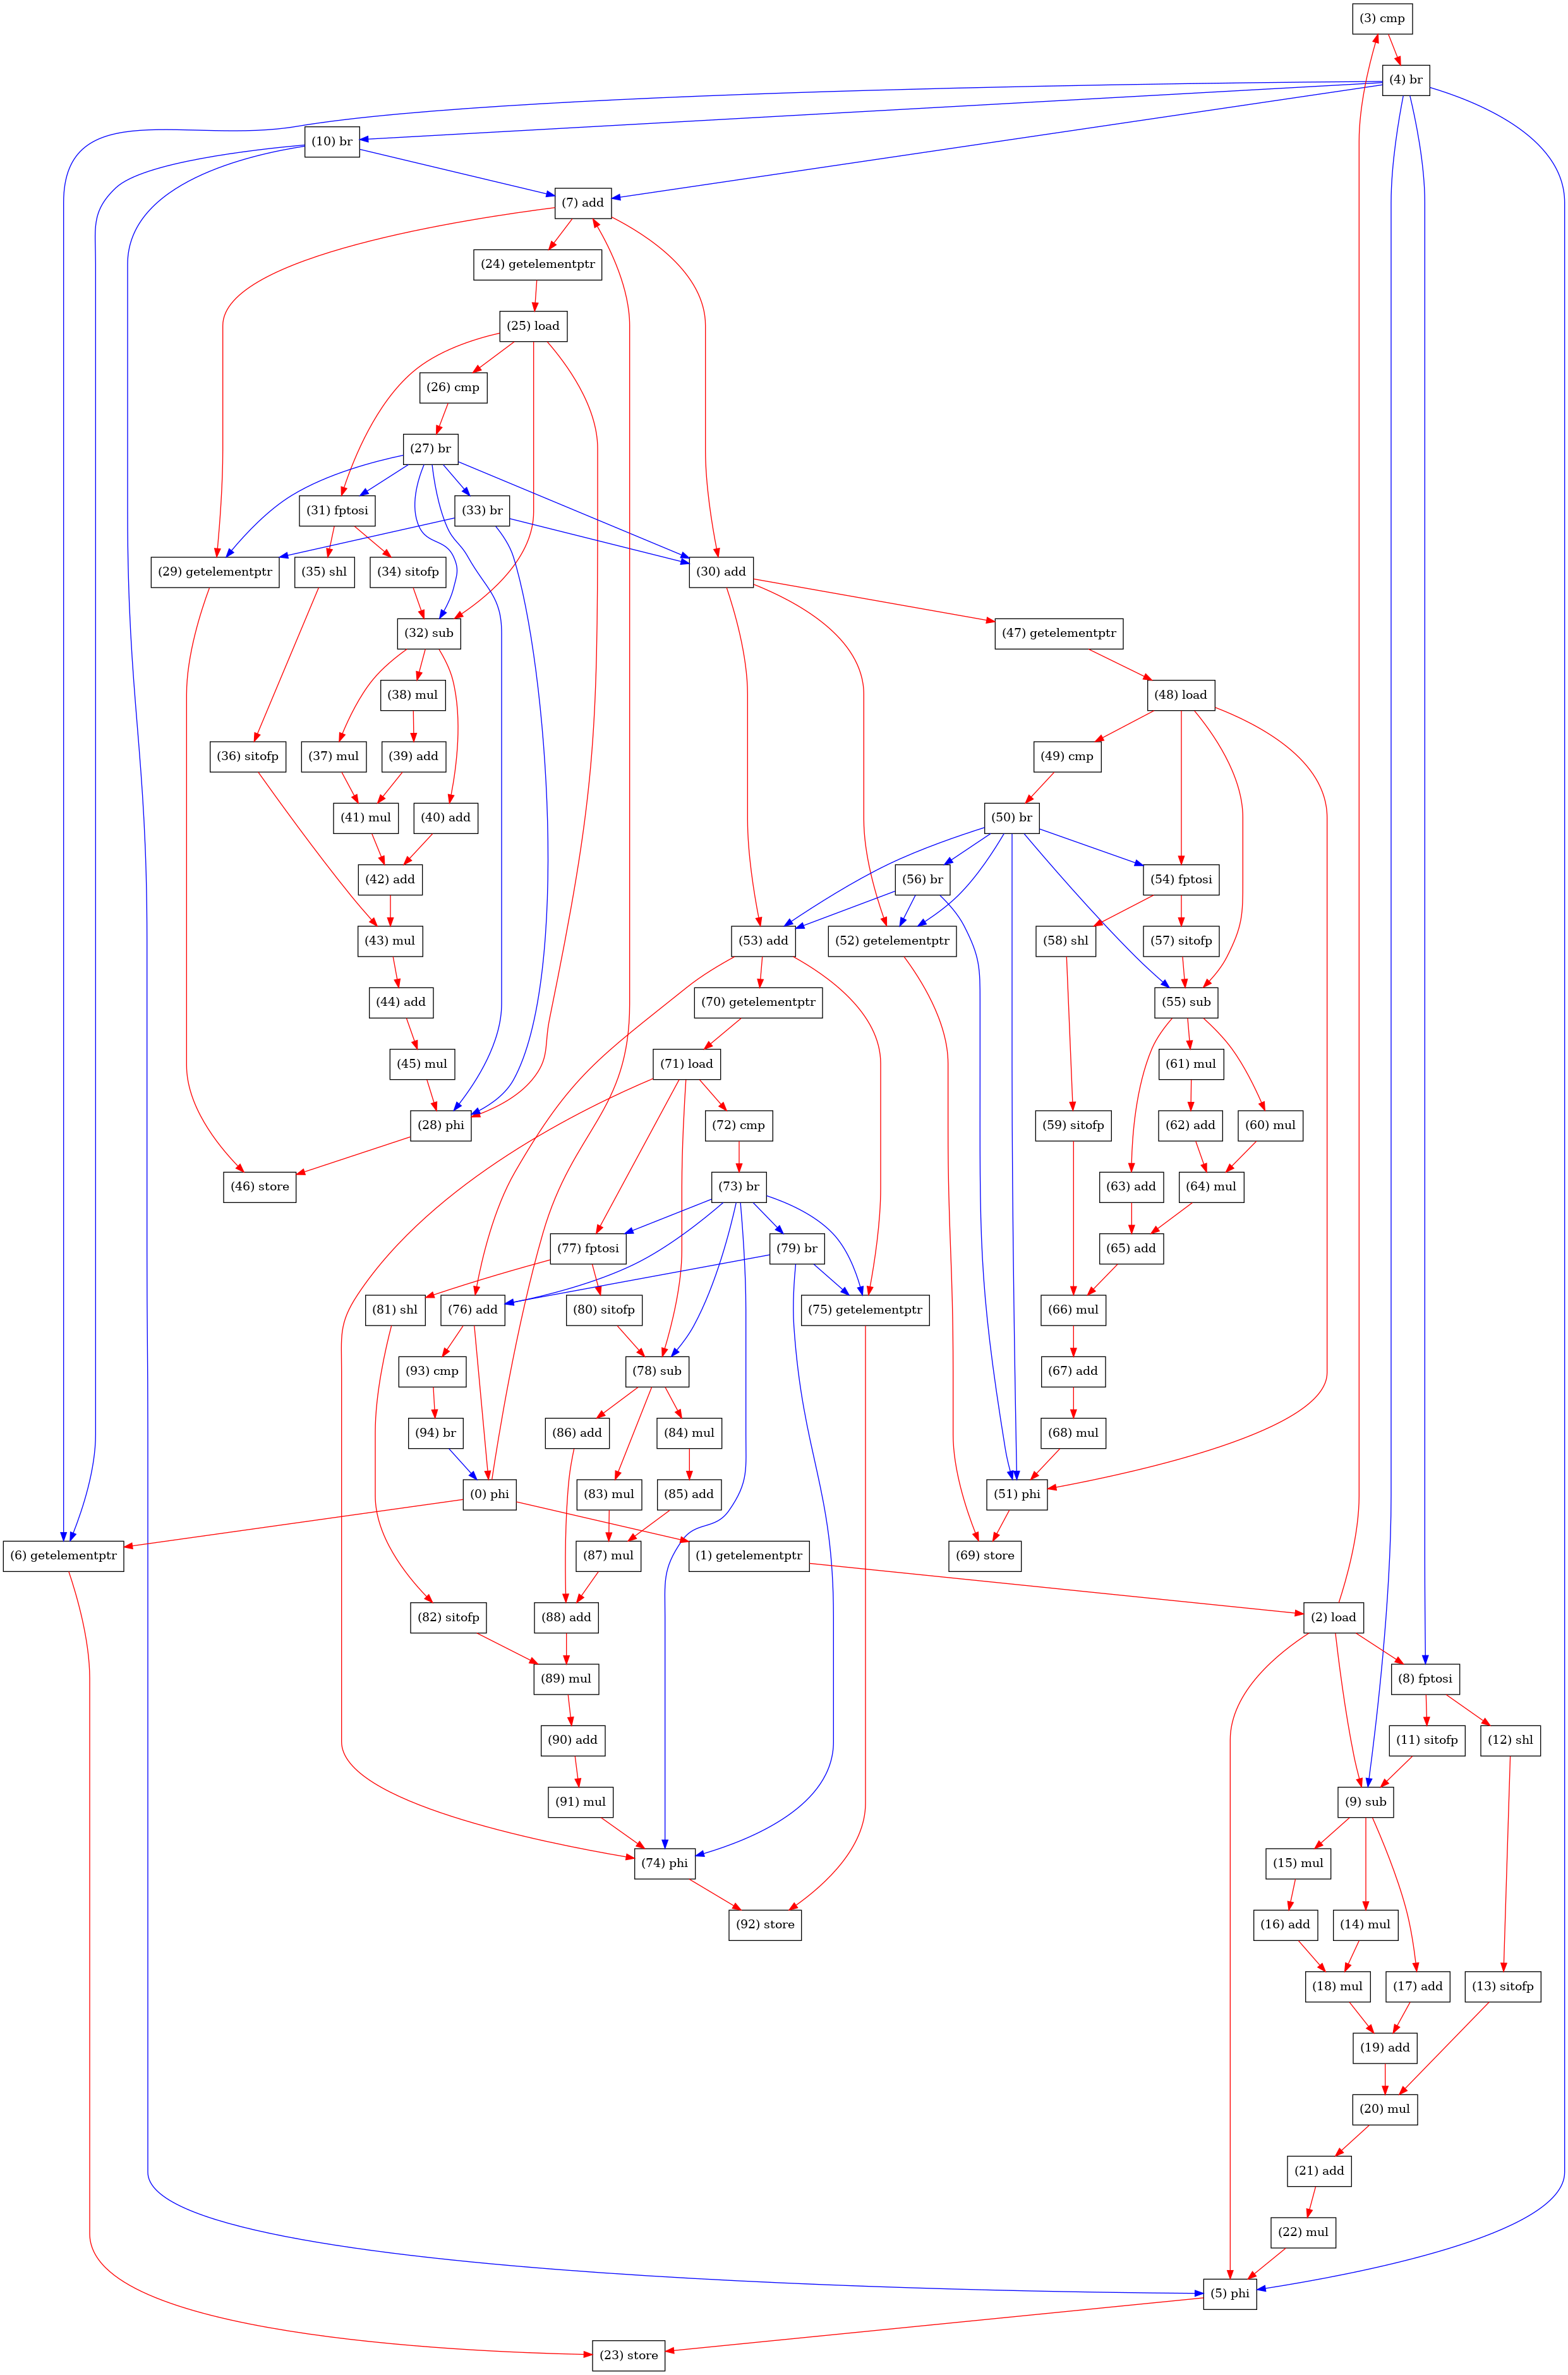 (3) cmp
(4) br
(10) br
(7) add
(24) getelementptr
(25) load
(26) cmp
(27) br
(31) fptosi
(33) br
(29) getelementptr
(35) shl
(34) sitofp
(30) add
(32) sub
(47) getelementptr
(38) mul
(48) load
(36) sitofp
(37) mul
(39) add
(49) cmp
(41) mul
(40) add
(50) br
(42) add
(56) br
(54) fptosi
(43) mul
(53) add
(52) getelementptr
(58) shl
(57) sitofp
(44) add
(70) getelementptr
(55) sub
(45) mul
(71) load
(61) mul
(28) phi
(72) cmp
(59) sitofp
(62) add
(60) mul
(46) store
(73) br
(63) add
(64) mul
(77) fptosi
(79) br
(65) add
(81) shl
(76) add
(80) sitofp
(75) getelementptr
(66) mul
(93) cmp
(78) sub
(67) add
(94) br
(86) add
(84) mul
(68) mul
(0) phi
(83) mul
(85) add
(51) phi
(6) getelementptr
(87) mul
(1) getelementptr
(69) store
(82) sitofp
(88) add
(2) load
(89) mul
(8) fptosi
(90) add
(11) sitofp
(12) shl
(91) mul
(9) sub
(74) phi
(15) mul
(92) store
(16) add
(14) mul
(18) mul
(17) add
(13) sitofp
(19) add
(20) mul
(21) add
(22) mul
(5) phi
(23) store